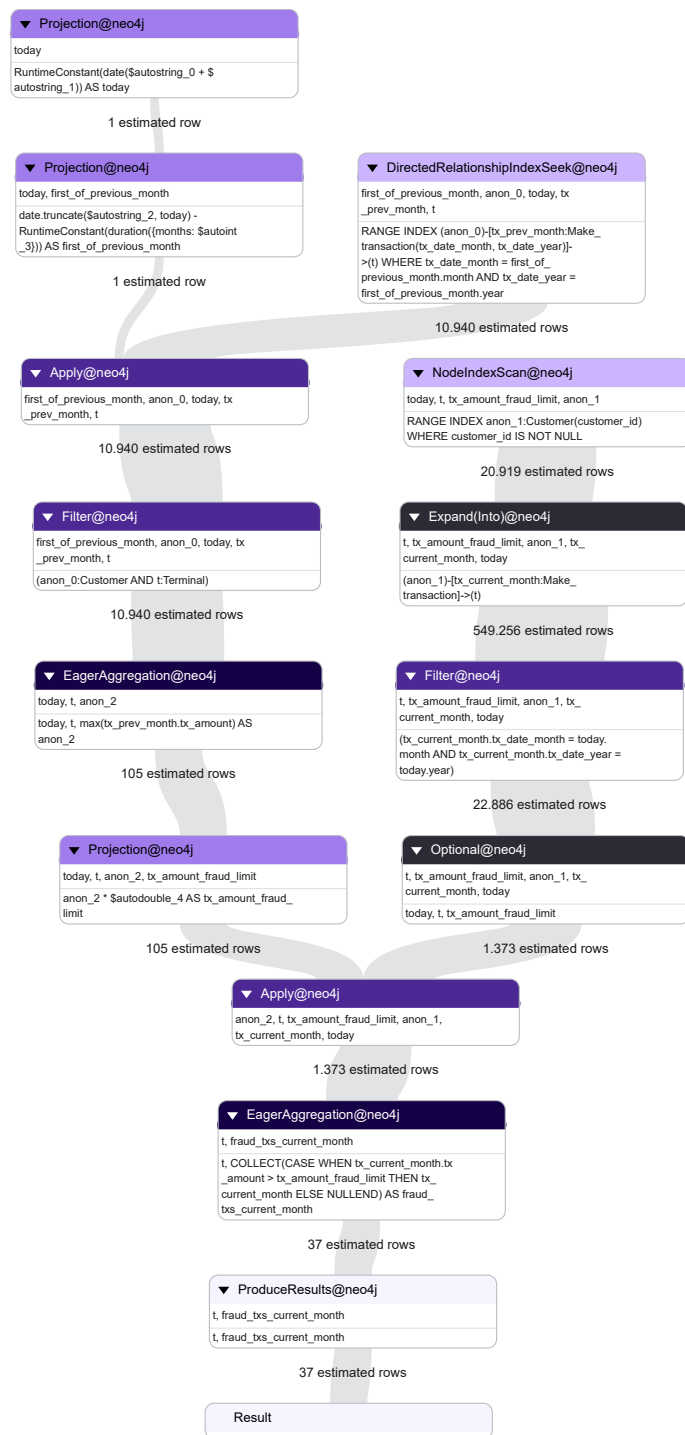 Projection@neo4j
today
RuntimeConstant(date($autostring_0 + $
autostring_1)) AS today
1 estimated row
Projection@neo4j
today, first_of_previous_month
date.truncate($autostring_2, today) -
RuntimeConstant(duration({months: $autoint
_3})) AS first_of_previous_month
1 estimated row
DirectedRelationshipIndexSeek@neo4j
first_of_previous_month, anon_0, today, tx
_prev_month, t
RANGE INDEX (anon_0)-[tx_prev_month:Make_
transaction(tx_date_month, tx_date_year)]-
>(t) WHERE tx_date_month = first_of_
previous_month.month AND tx_date_year =
first_of_previous_month.year
10.940 estimated rows
Apply@neo4j
first_of_previous_month, anon_0, today, tx
_prev_month, t
10.940 estimated rows
NodeIndexScan@neo4j
today, t, tx_amount_fraud_limit, anon_1
RANGE INDEX anon_1:Customer(customer_id)
WHERE customer_id IS NOT NULL
20.919 estimated rows
Filter@neo4j
first_of_previous_month, anon_0, today, tx
_prev_month, t
(anon_0:Customer AND t:Terminal)
10.940 estimated rows
Expand(Into)@neo4j
t, tx_amount_fraud_limit, anon_1, tx_
current_month, today
(anon_1)-[tx_current_month:Make_
transaction]->(t)
549.256 estimated rows
EagerAggregation@neo4j
today, t, anon_2
today, t, max(tx_prev_month.tx_amount) AS
anon_2
105 estimated rows
Filter@neo4j
t, tx_amount_fraud_limit, anon_1, tx_
current_month, today
(tx_current_month.tx_date_month = today.
month AND tx_current_month.tx_date_year =
today.year)
22.886 estimated rows
Projection@neo4j
today, t, anon_2, tx_amount_fraud_limit
anon_2 * $autodouble_4 AS tx_amount_fraud_
limit
105 estimated rows
Optional@neo4j
t, tx_amount_fraud_limit, anon_1, tx_
current_month, today
today, t, tx_amount_fraud_limit
1.373 estimated rows
Apply@neo4j
anon_2, t, tx_amount_fraud_limit, anon_1,
tx_current_month, today
1.373 estimated rows
EagerAggregation@neo4j
t, fraud_txs_current_month
t, COLLECT(CASE WHEN tx_current_month.tx
_amount > tx_amount_fraud_limit THEN tx_
current_month ELSE NULLEND) AS fraud_
txs_current_month
37 estimated rows
ProduceResults@neo4j
t, fraud_txs_current_month
t, fraud_txs_current_month
37 estimated rows
Result